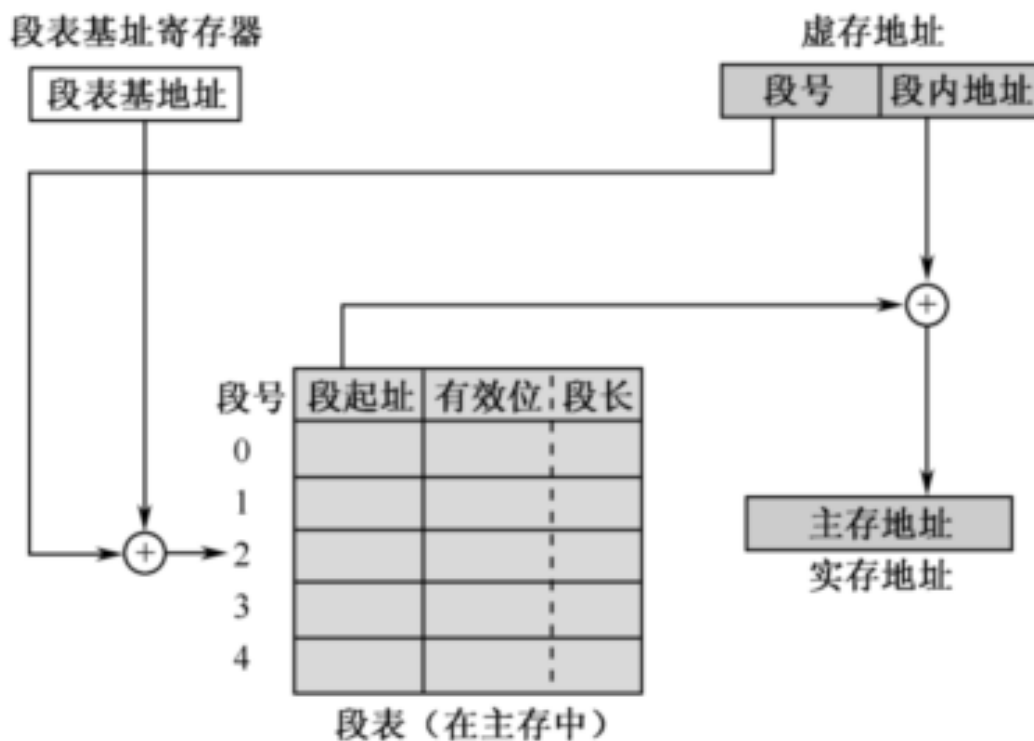 段表基址寄存器
虚存地址
段表基地址
段号
段内地址
+
段号
段起址
有效位
段长
0
1
2
3
4
+
主存地址
实存地址
段表（在主存中）